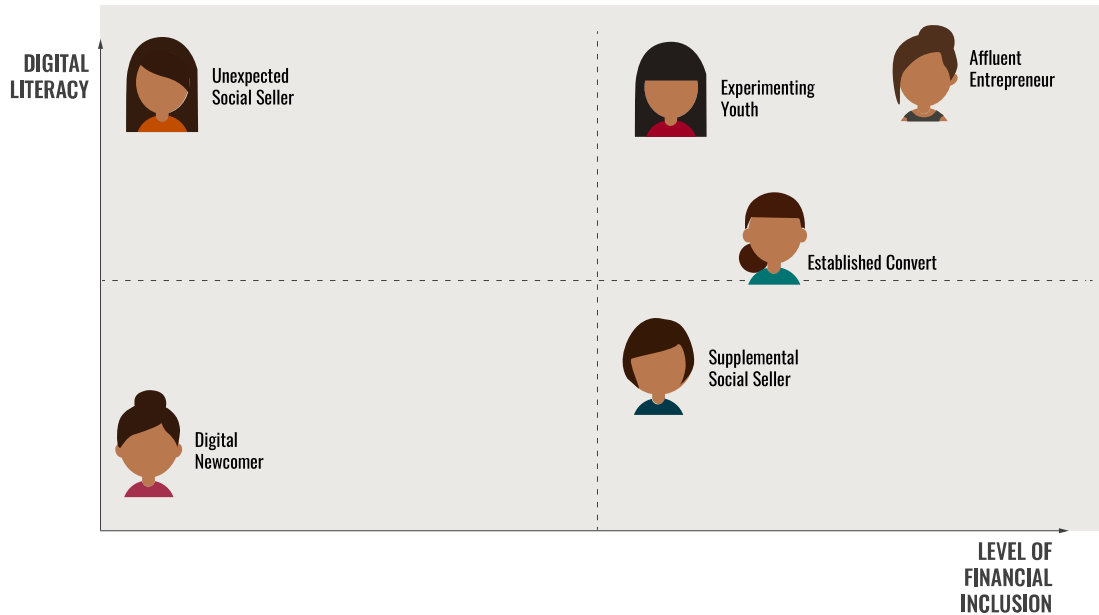 DIGITAL
LITERACY
Unexpected
Social Seller
Experimenting
Youth
Affluent
Entrepreneur
Established Convert
Supplemental
Social Seller
Digital
Newcomer
LEVEL OF
FINANCIAL
INCLUSION